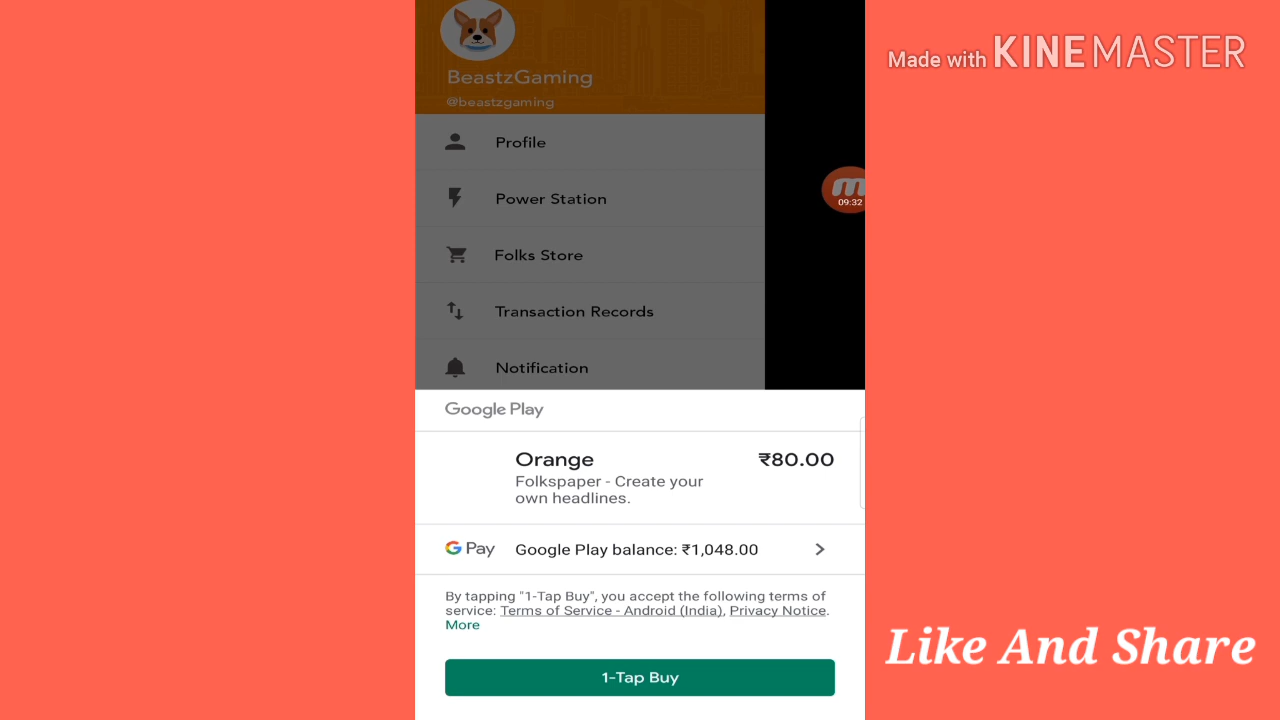 Made with KINEMASTER
BeastzGaming
@beastzgaming
Profile
Power Station
09:32
Folks Store
Transaction Records
Notification
Google Play
Orange ₹80.00
Folkspaper - Create your
own headlines.
G Pay Google Play balance: ₹1,048.00
By tapping "1-Tap Buy", you accept the following terms of
service: Terms of Service - Android (India), Privacy Notice.
More
1-Tap Buy
Like And Share